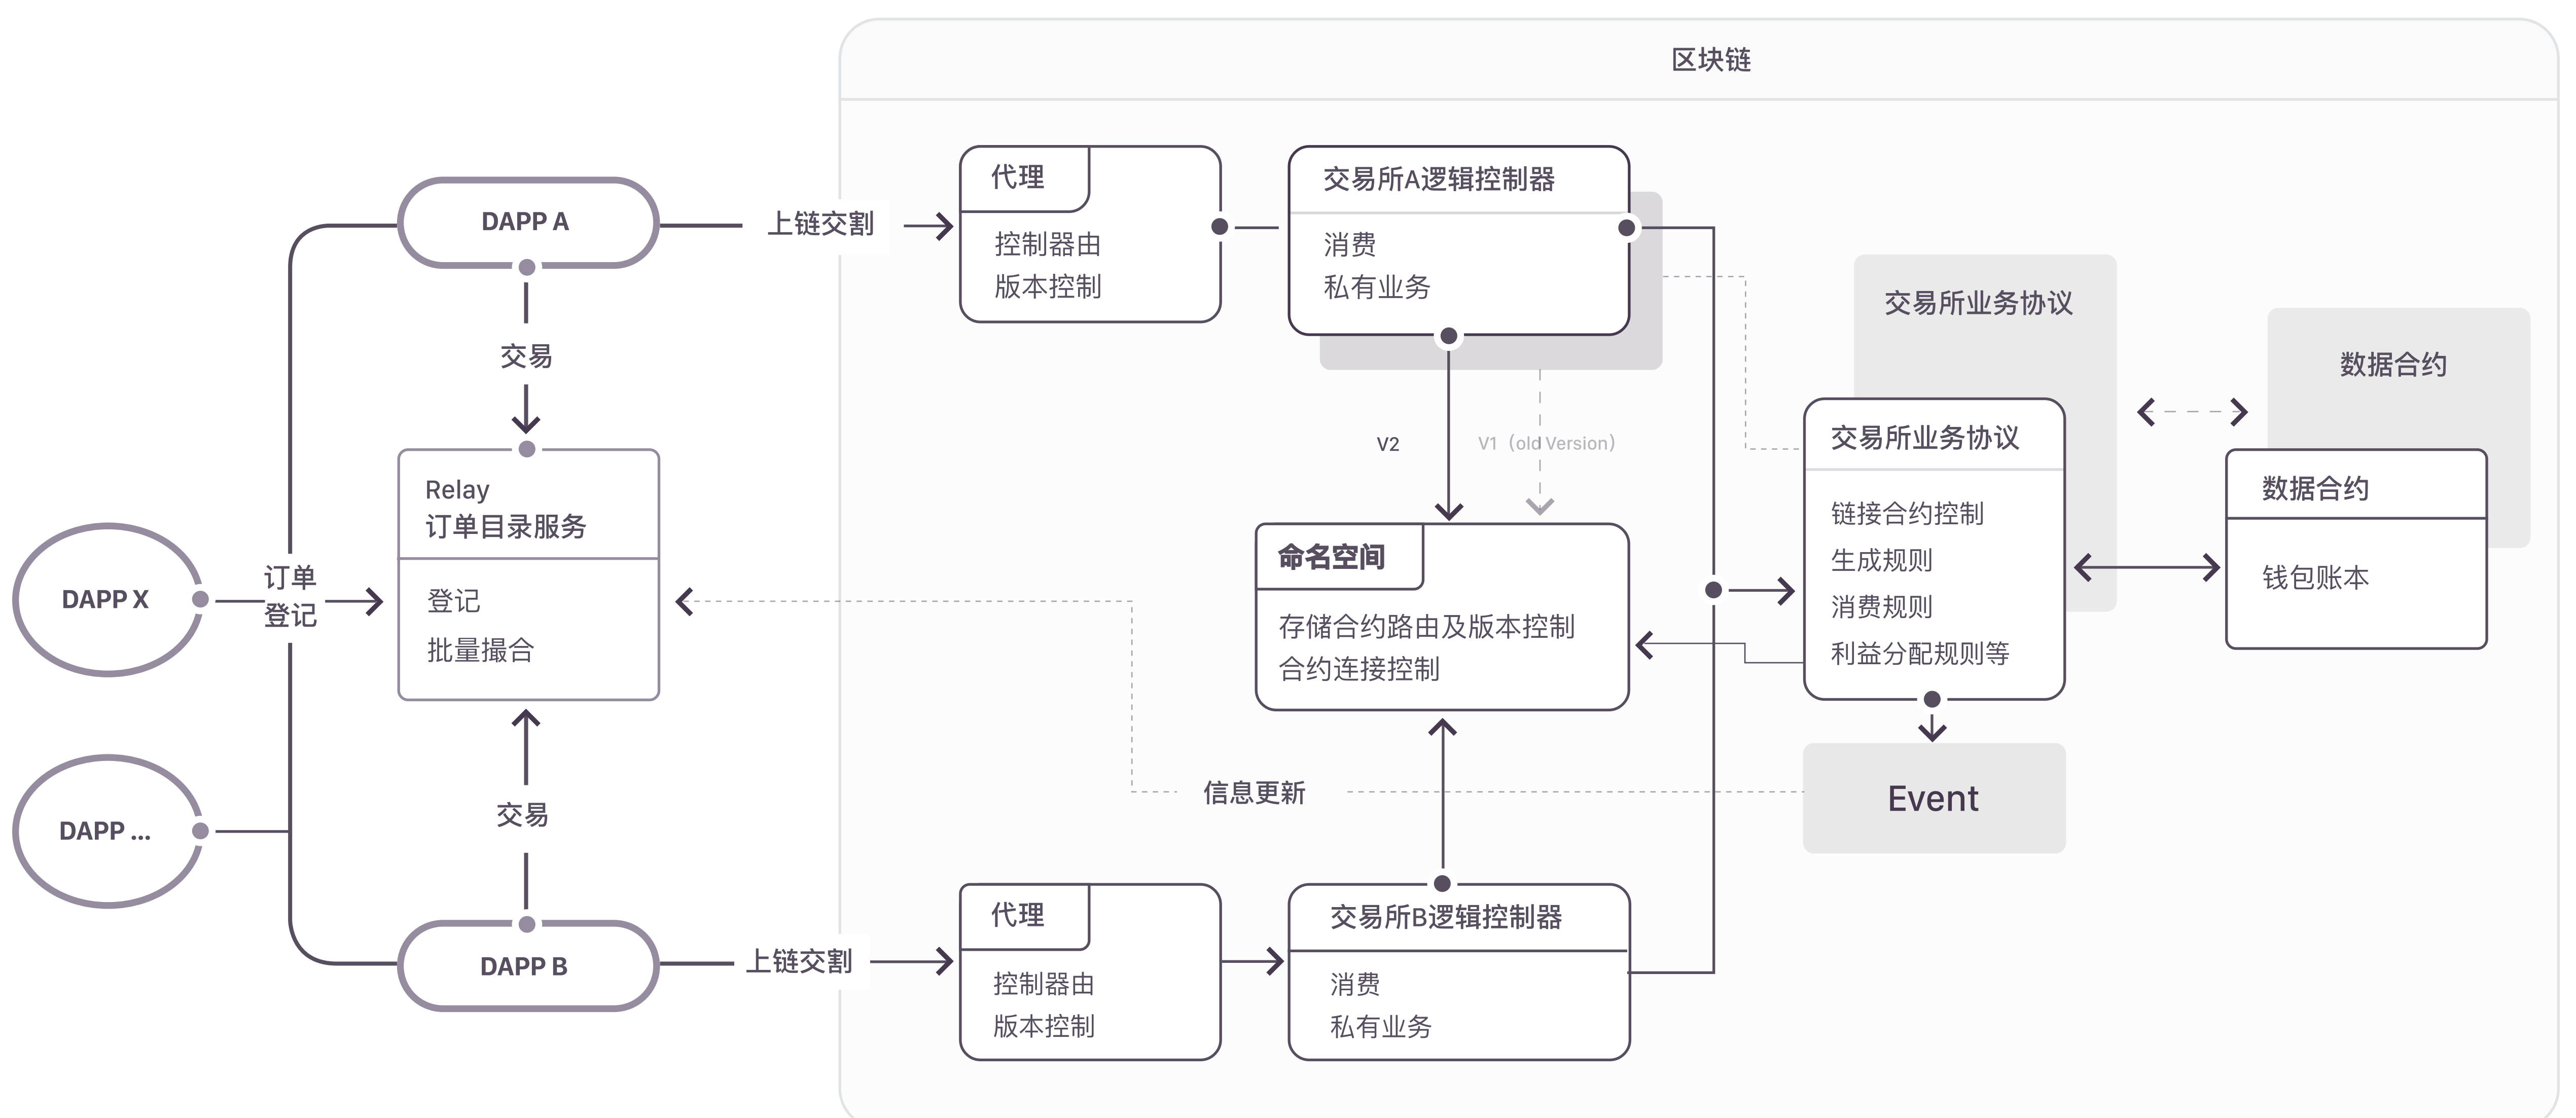 区块链
DAPP A
上链交割
代理
控制器由
版本控制
交易所A逻辑控制器
消费
私有业务
交易所业务协议
数据合约
交易
V2
V1（old Version）
交易所业务协议
链接合约控制
生成规则
消费规则
利益分配规则等
数据合约
钱包账本
Relay
订单目录服务
登记
批量撮合
DAPP X
订单
登记
命名空间
存储合约路由及版本控制
合约连接控制
信息更新
Event
交易
DAPP ...
DAPP B
上链交割
代理
控制器由
版本控制
交易所B逻辑控制器
消费
私有业务